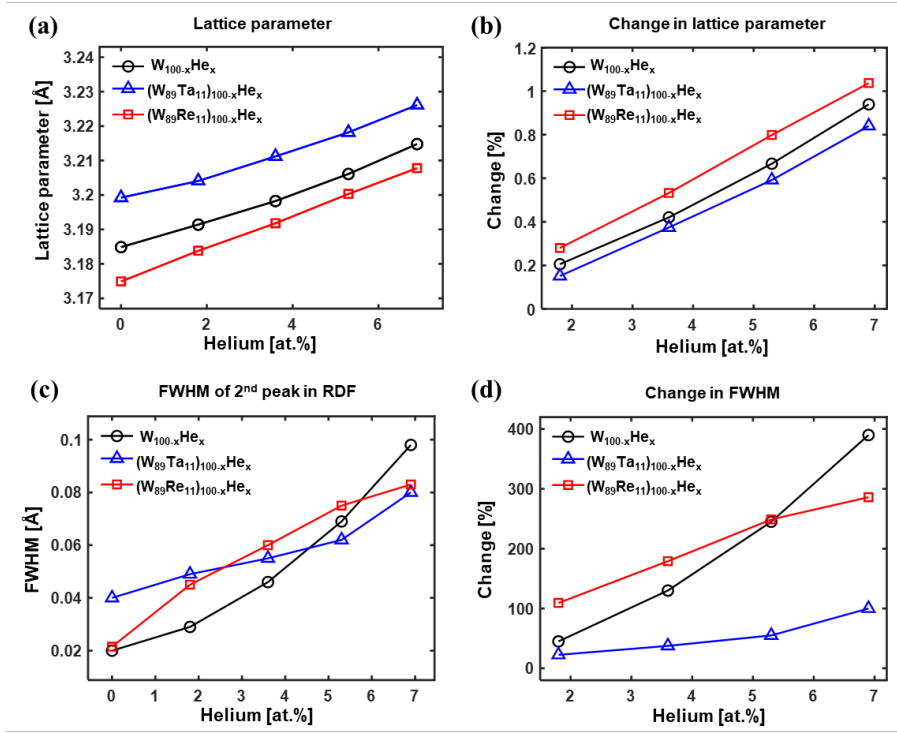 (a)
Lattice parameter
3.24
3.23
3.22
3.21
3.2
3.19
3.18
3.17
Lattice parameter [Å]
W₁₀₀₋ₓHeₓ
(W₈₉Ta₁₁)₁₀₀₋ₓHeₓ
(W₈₉Re₁₁)₁₀₀₋ₓHeₓ
0 2 4 6
Helium [at.%]
(b)
Change in lattice parameter
1.2
1
0.8
0.6
0.4
0.2
0
Change [%]
W₁₀₀₋ₓHeₓ
(W₈₉Ta₁₁)₁₀₀₋ₓHeₓ
(W₈₉Re₁₁)₁₀₀₋ₓHeₓ
2 3 4 5 6 7
Helium [at.%]
(c)
FWHM of 2ⁿᵈ peak in RDF
0.1
0.08
0.06
0.04
0.02
FWHM [Å]
W₁₀₀₋ₓHeₓ
(W₈₉Ta₁₁)₁₀₀₋ₓHeₓ
(W₈₉Re₁₁)₁₀₀₋ₓHeₓ
0 1 2 3 4 5 6 7
Helium [at.%]
(d)
Change in FWHM
400
300
200
100
0
Change [%]
W₁₀₀₋ₓHeₓ
(W₈₉Ta₁₁)₁₀₀₋ₓHeₓ
(W₈₉Re₁₁)₁₀₀₋ₓHeₓ
2 3 4 5 6 7
Helium [at.%]